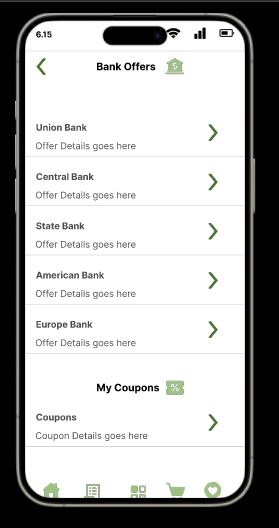 6.15
Bank Offers
$
Union Bank
Offer Details goes here
Central Bank
Offer Details goes here
State Bank
Offer Details goes here
American Bank
Offer Details goes here
Europe Bank
Offer Details goes here
My Coupons
%
Coupons
Coupon Details goes here